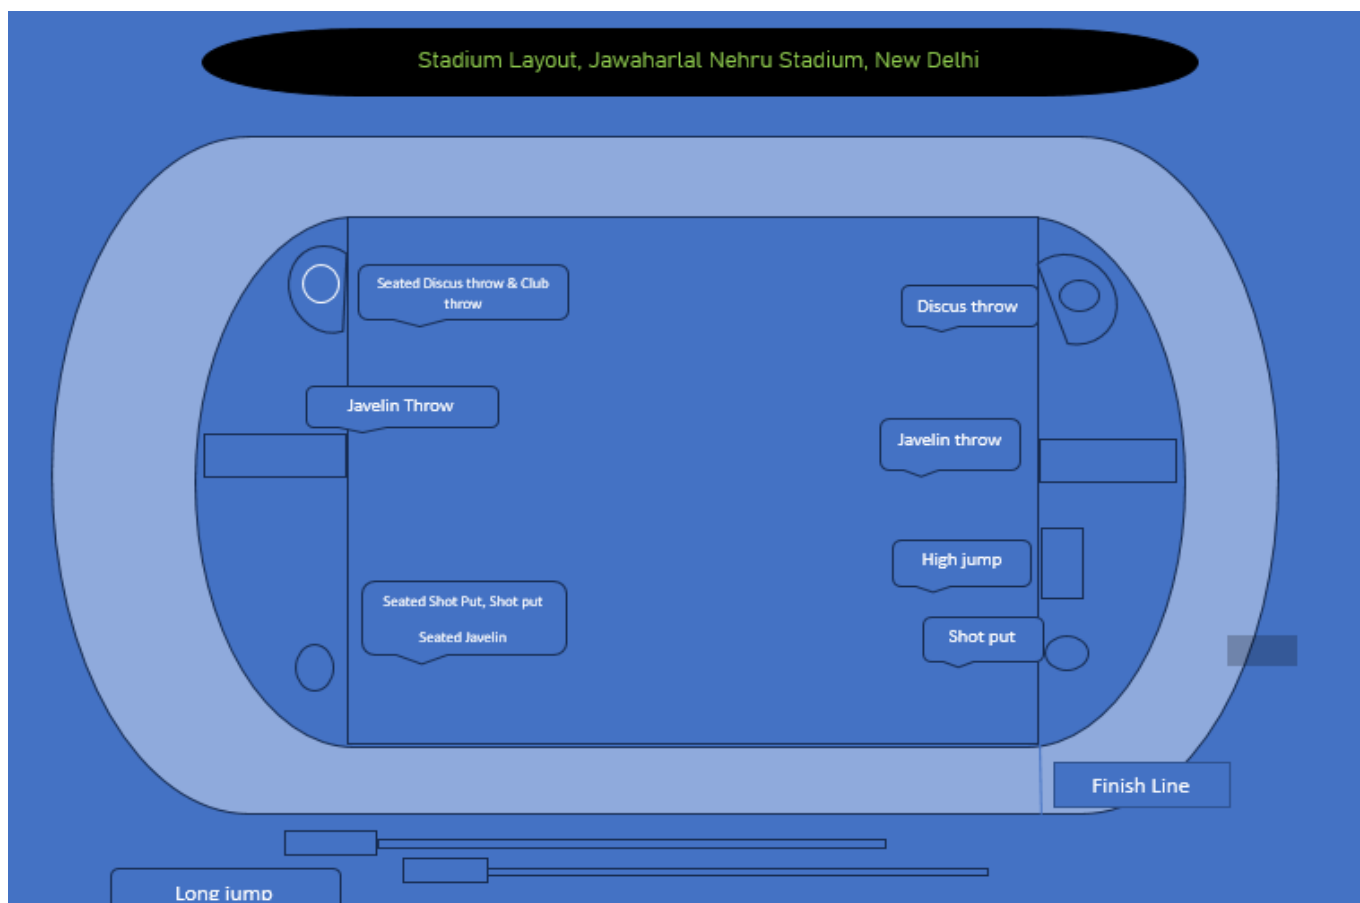 Stadium Layout, Jawaharlal Nehru Stadium, New Delhi
Seated Discus throw & Club
throw
Discus throw
Javelin Throw
Javelin throw
High jump
Seated Shot Put, Shot put
Seated Javelin
Shot put
Finish Line
Long jump